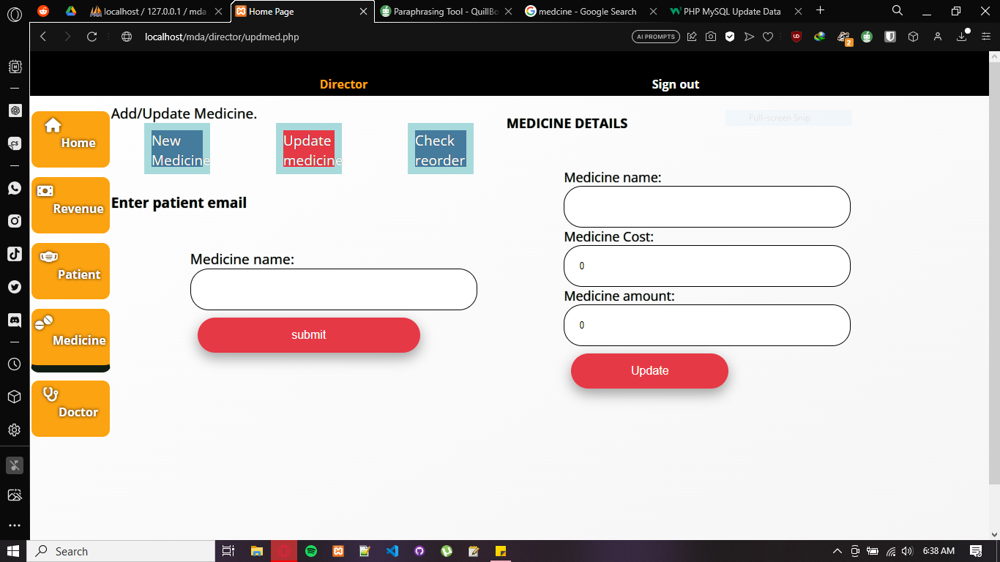 localhost / 127.0.0.1 / mda
Home Page
Paraphrasing Tool - QuillBo
medcine - Google Search
PHP MySQL Update Data
localhost/mda/director/updmed.php
AI PROMPTS
2
Director
Sign out
Add/Update Medicine.
New
Medicine
Update
medicine
Check
reorder
MEDICINE DETAILS
Full-screen Snip
Home
Revenue
Patient
Medicine
Doctor
Enter patient email
Medicine name:
submit
Medicine name:
Medicine Cost:
0
Medicine amount:
0
Update
Search
6:38 AM